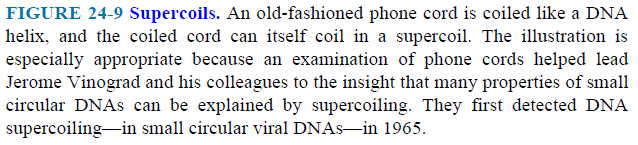 FIGURE 24-9 Supercoils. An old-fashioned phone cord is coiled like a DNA
helix, and the coiled cord can itself coil in a supercoil. The illustration is
especially appropriate because an examination of phone cords helped lead
Jerome Vinograd and his colleagues to the insight that many properties of small
circular DNAs can be explained by supercoiling. They first detected DNA
supercoiling—in small circular viral DNAs—in 1965.